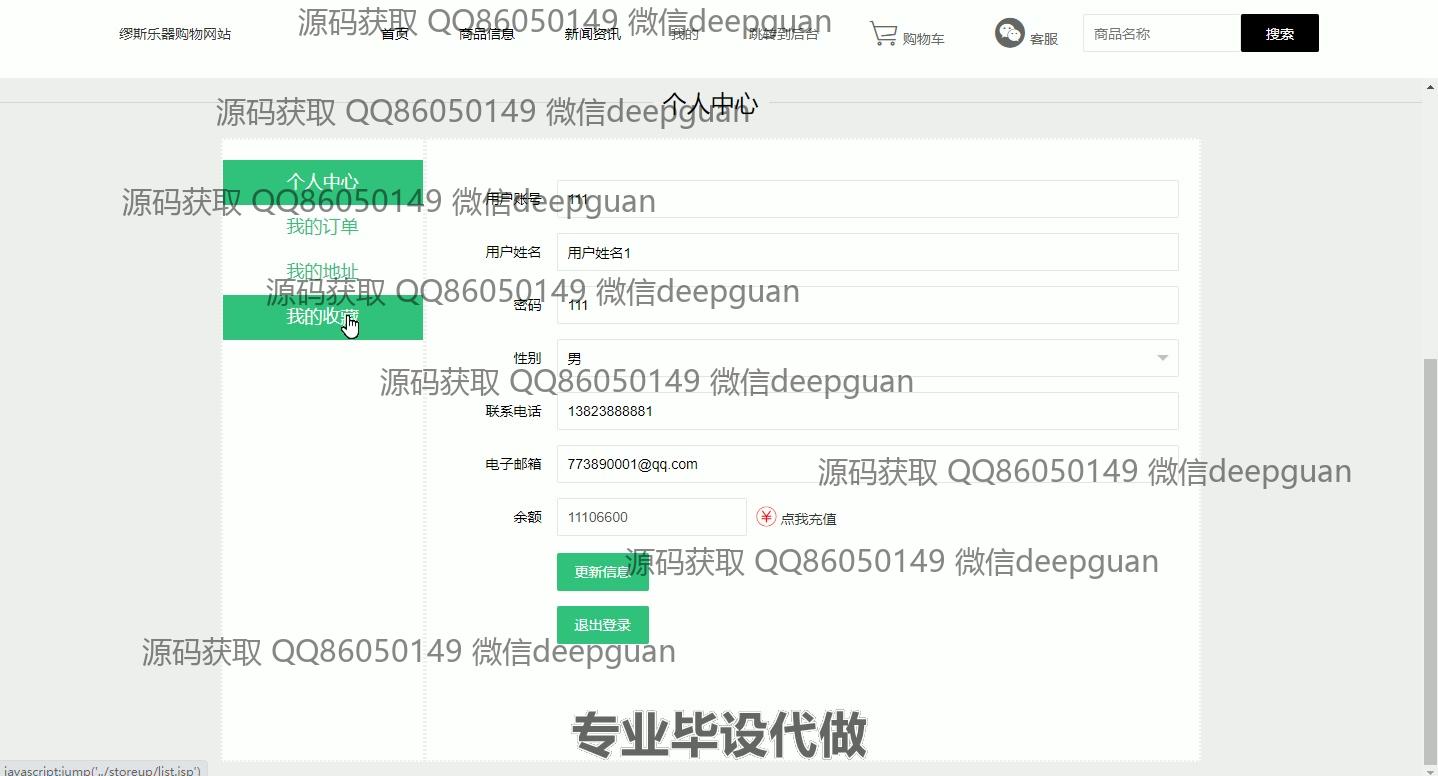 源码获取 QQ86050149 微信deepguan
缪斯乐器购物网站 首页 商品信息 新闻资讯 我的 跳转到后台 购物车 客服 商品名称 搜索
个人中心
源码获取 QQ86050149 微信deepguan
个人中心
用户账号 111
源码获取 QQ86050149 微信deepguan
我的订单
用户姓名 用户姓名1
我的地址
源码获取 QQ86050149 微信deepguan
密码 111
我的收藏
性别 男
源码获取 QQ86050149 微信deepguan
联系电话 13823888881
电子邮箱 773890001@qq.com
源码获取 QQ86050149 微信deepguan
余额 11106600 点我充值
源码获取 QQ86050149 微信deepguan
更新信息
退出登录
源码获取 QQ86050149 微信deepguan
专业毕设代做
javascript:jump('../storeup/list.jsp')